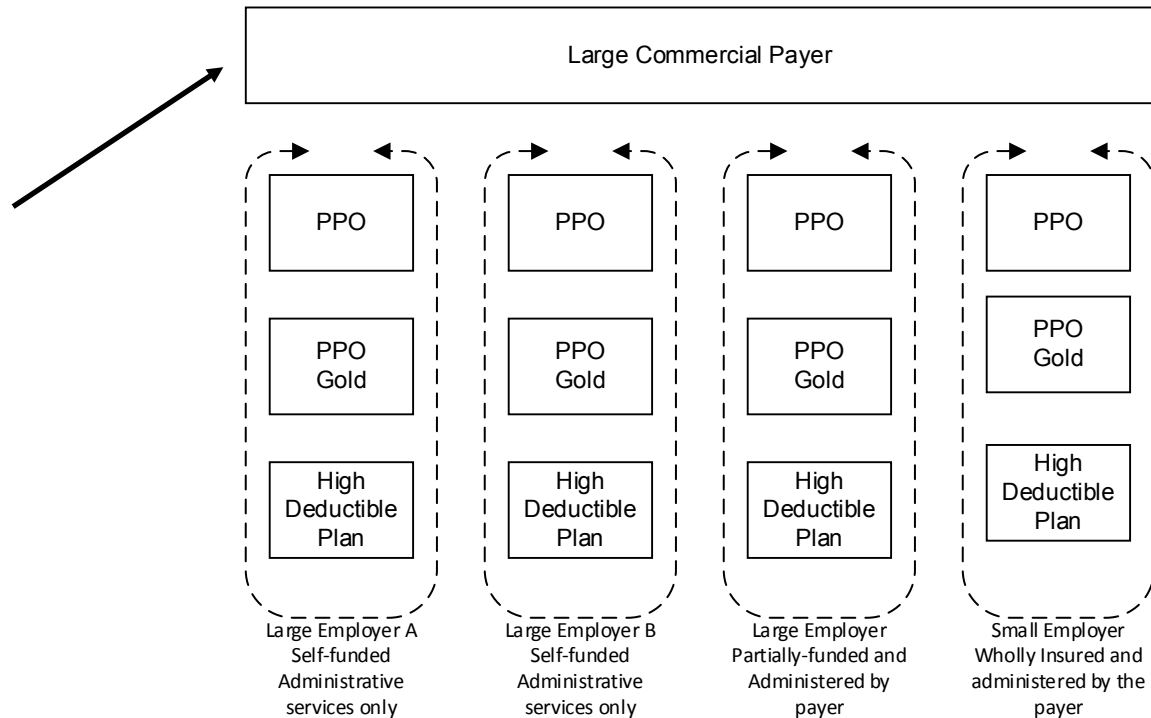 Large Commercial Payer
PPO
PPO
PPO
PPO
PPO
Gold
PPO
Gold
PPO
Gold
PPO
Gold
High
Deductible
Plan
High
Deductible
Plan
High
Deductible
Plan
High
Deductible
Plan
Large Employer A
Self-funded
Administrative
services only
Large Employer B
Self-funded
Administrative
services only
Large Employer
Partially-funded and
Administered by
payer
Small Employer
Wholly Insured and
administered by the
payer